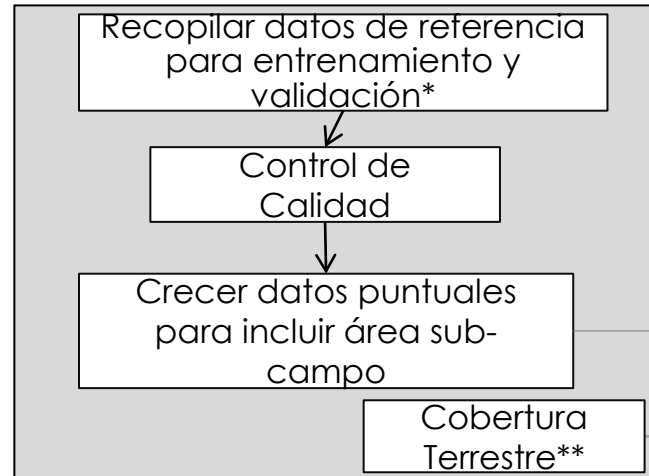 Recopilar datos de referencia
para entrenamiento y
validación*
Control de
Calidad
Crecer datos puntuales
para incluir área sub-
campo
Cobertura
Terrestre**